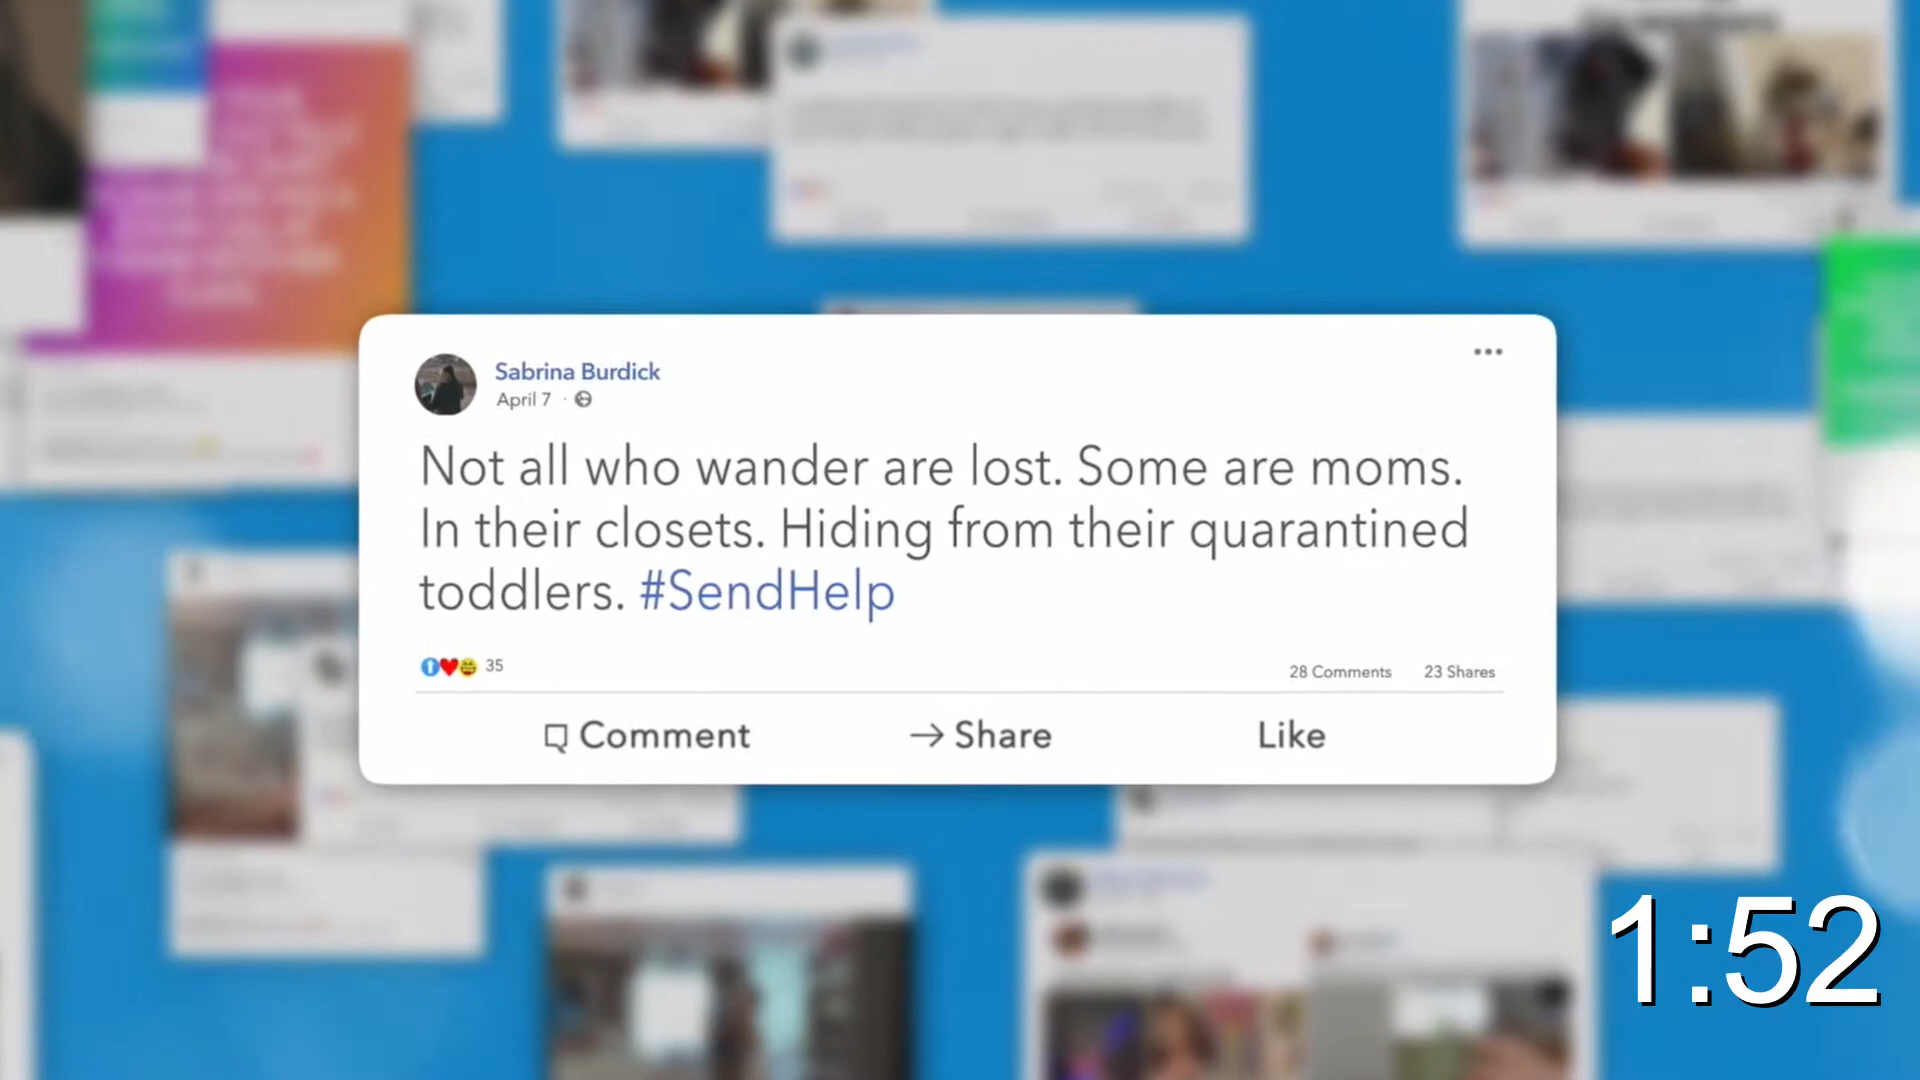 Sabrina Burdick
April 7 ·
Not all who wander are lost. Some are moms.
In their closets. Hiding from their quarantined
toddlers. #SendHelp
35
28 Comments 23 Shares
Comment Share Like
1:52